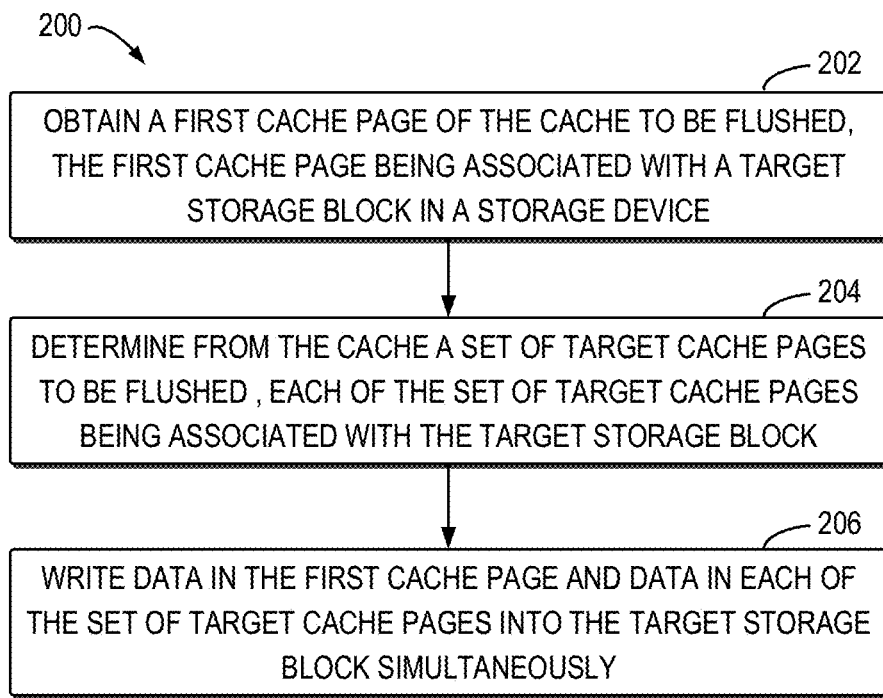 200
202
OBTAIN A FIRST CACHE PAGE OF THE CACHE TO BE FLUSHED,
THE FIRST CACHE PAGE BEING ASSOCIATED WITH A TARGET
STORAGE BLOCK IN A STORAGE DEVICE
204
DETERMINE FROM THE CACHE A SET OF TARGET CACHE PAGES
TO BE FLUSHED , EACH OF THE SET OF TARGET CACHE PAGES
BEING ASSOCIATED WITH THE TARGET STORAGE BLOCK
206
WRITE DATA IN THE FIRST CACHE PAGE AND DATA IN EACH OF
THE SET OF TARGET CACHE PAGES INTO THE TARGET STORAGE
BLOCK SIMULTANEOUSLY